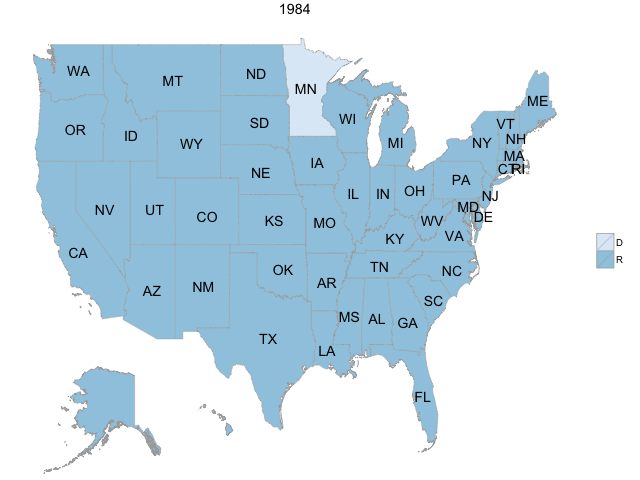 1984
WA
MT
ND
MN
OR
ID
WY
SD
WI
MI
ME
VT
NH
NY
MA
CT
RI
NE
IA
PA
NJ
NV
UT
CO
KS
MO
IL
IN
OH
MD
DE
WV
VA
KY
CA
AZ
NM
OK
AR
TN
NC
SC
TX
LA
MS
AL
GA
FL
D
R